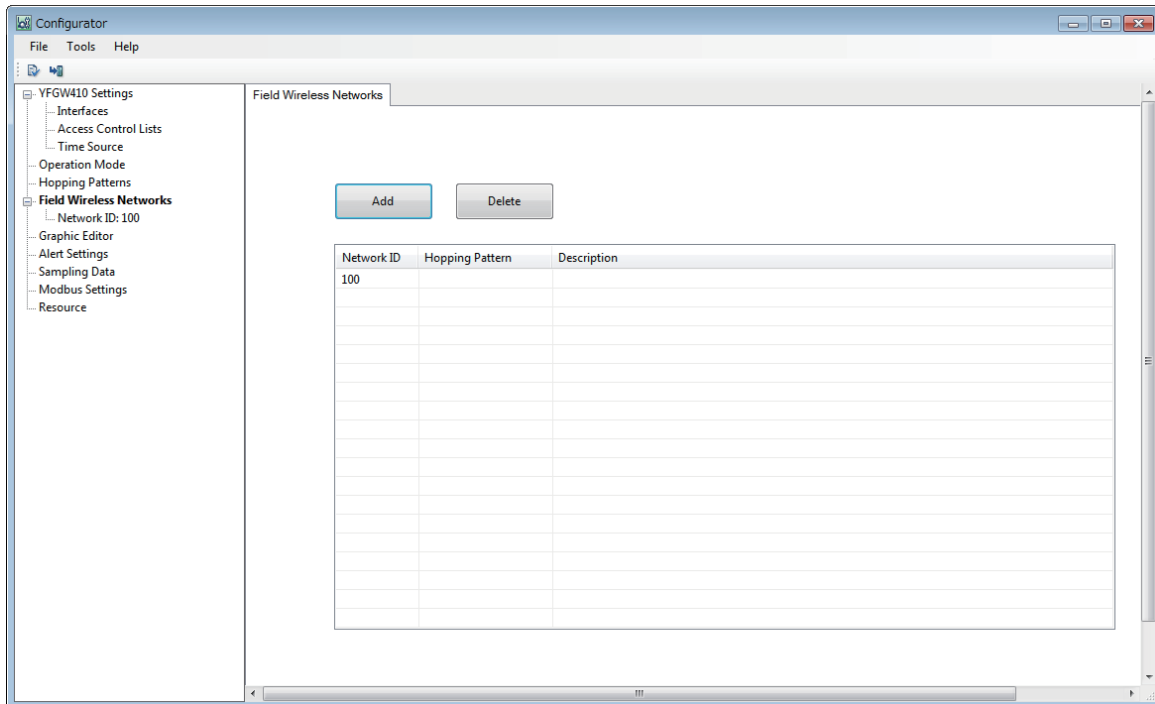 Configurator
File Tools Help
YFGW410 Settings
Interfaces
Access Control Lists
Time Source
Operation Mode
Hopping Patterns
Field Wireless Networks
Network ID: 100
Graphic Editor
Alert Settings
Sampling Data
Modbus Settings
Resource
Field Wireless Networks
Add Delete
Network ID Hopping Pattern Description
100